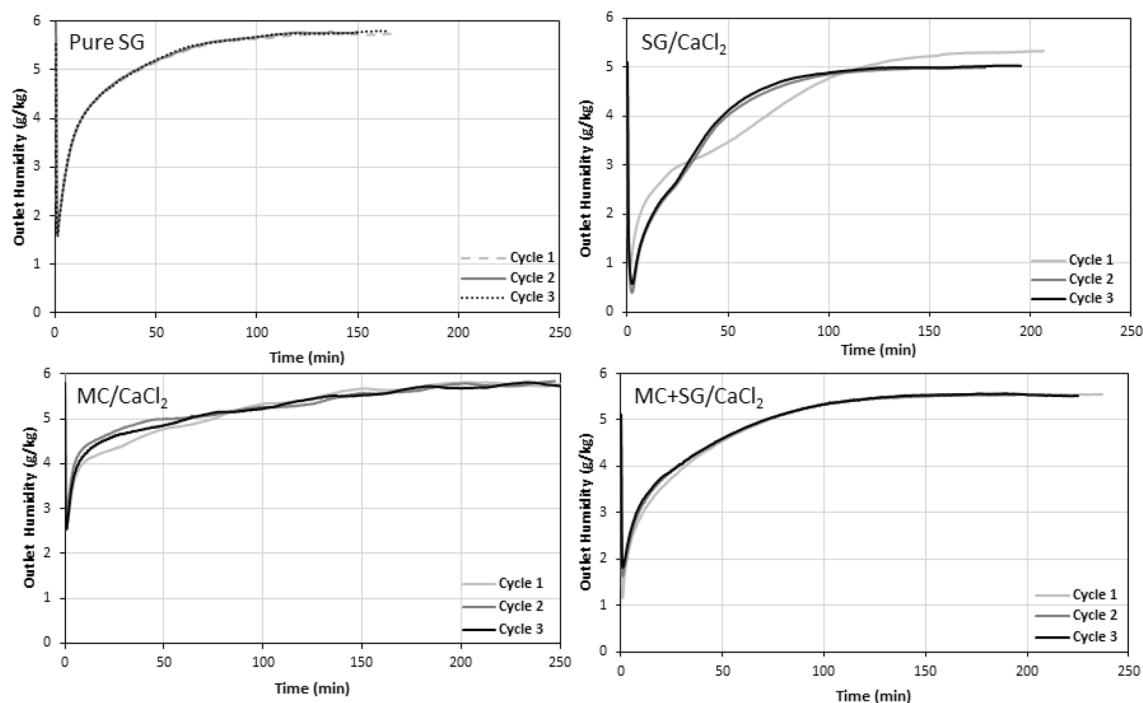 Pure SG
Outlet Humidity (g/kg)
6
5
4
3
2
1
0
0 50 100 150 200 250
Time (min)
Cycle 1
Cycle 2
Cycle 3
SG/CaCl₂
Outlet Humidity (g/kg)
6
5
4
3
2
1
0
0 50 100 150 200 250
Time (min)
Cycle 1
Cycle 2
Cycle 3
MC/CaCl₂
Outlet Humidity (g/kg)
6
5
4
3
2
1
0
0 50 100 150 200 250
Time (min)
Cycle 1
Cycle 2
Cycle 3
MC+SG/CaCl₂
Outlet Humidity (g/kg)
6
5
4
3
2
1
0
0 50 100 150 200 250
Time (min)
Cycle 1
Cycle 2
Cycle 3